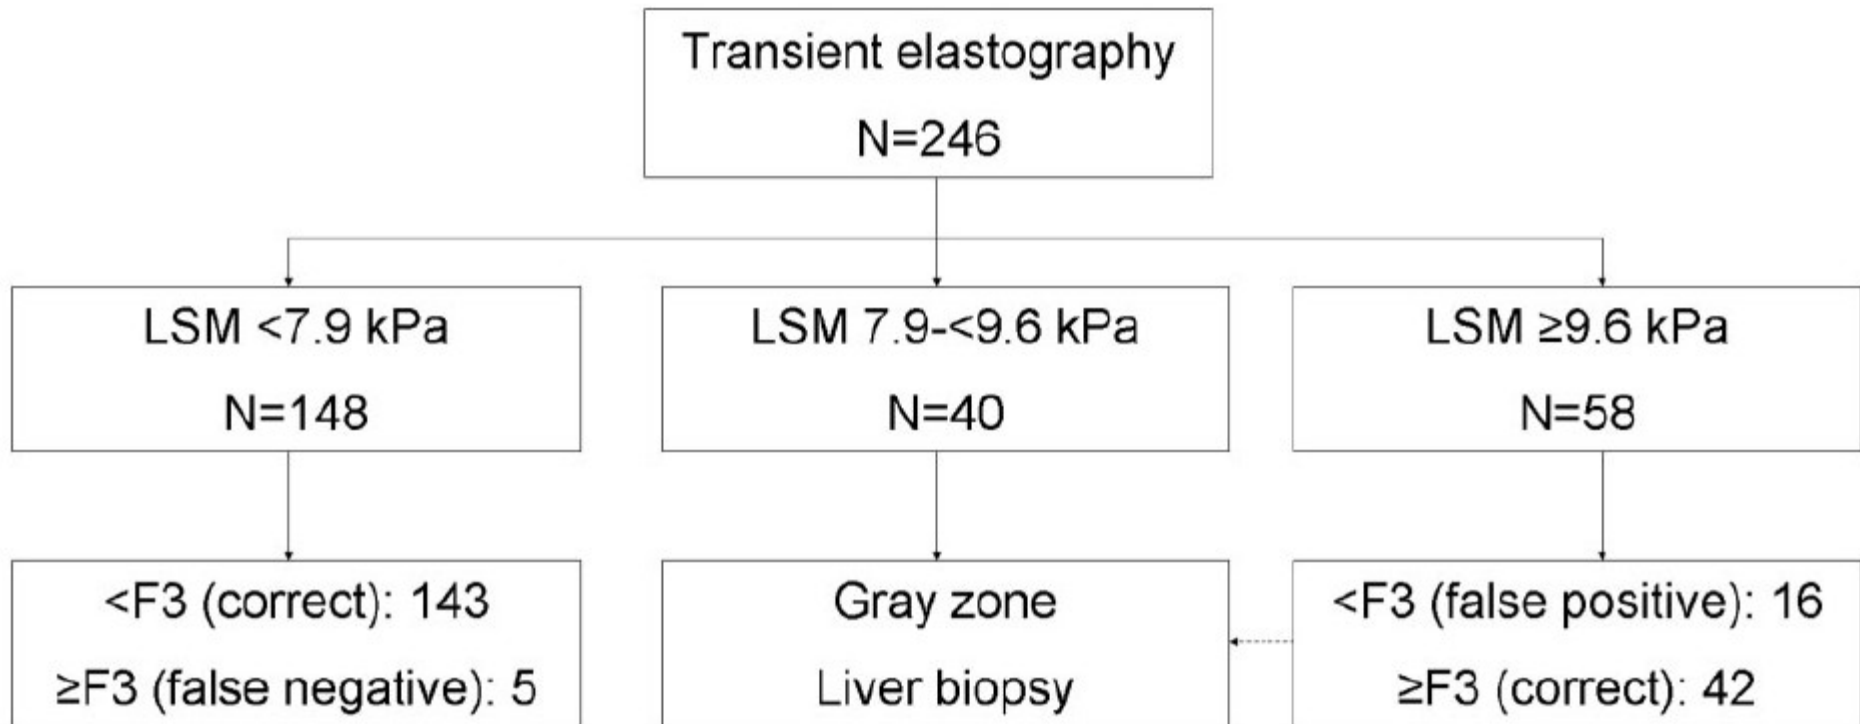 Transient elastography
N=246
LSM <7.9 kPa
N=148
LSM 7.9-<9.6 kPa
N=40
LSM ≥9.6 kPa
N=58
<F3 (correct): 143
≥F3 (false negative): 5
Gray zone
Liver biopsy
<F3 (false positive): 16
≥F3 (correct): 42